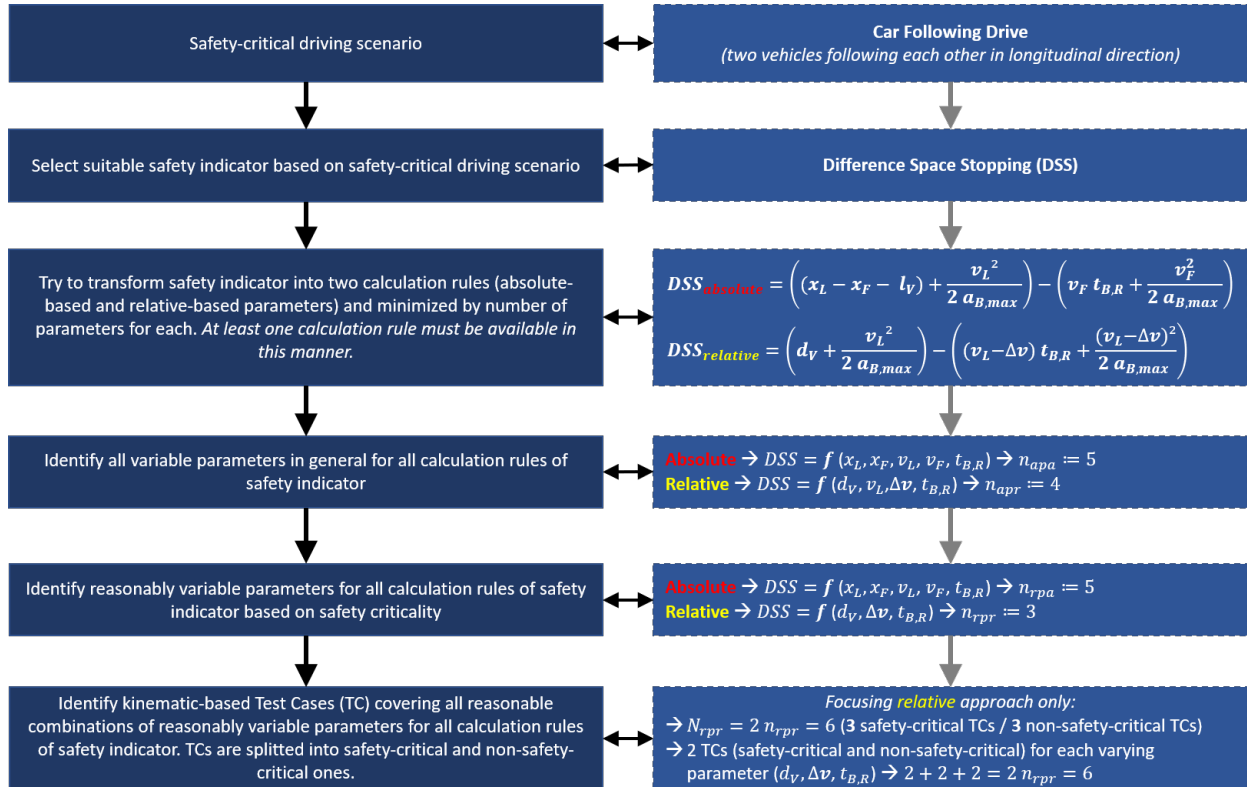 Safety-critical driving scenario
Car Following Drive
(two vehicles following each other in longitudinal direction)
Select suitable safety indicator based on safety-critical driving scenario
Difference Space Stopping (DSS)
Try to transform safety indicator into two calculation rules (absolute-
based and relative-based parameters) and minimized by number of
parameters for each. At least one calculation rule must be available in
this manner.
DSS_absolute = ((x_L − x_F − l_V) + v_L² / (2 a_B,max)) − (v_F t_B,R + v_F² / (2 a_B,max))
DSS_relative = (d_V + v_L² / (2 a_B,max)) − ((v_L−Δv) t_B,R + (v_L−Δv)² / (2 a_B,max))
Identify all variable parameters in general for all calculation rules of
safety indicator
Absolute → DSS = f (x_L, x_F, v_L, v_F, t_B,R) → n_apa ≔ 5
Relative → DSS = f (d_V, v_L, Δv, t_B,R) → n_apr ≔ 4
Identify reasonably variable parameters for all calculation rules of safety
indicator based on safety criticality
Absolute → DSS = f (x_L, x_F, v_L, v_F, t_B,R) → n_rpa ≔ 5
Relative → DSS = f (d_V, Δv, t_B,R) → n_rpr ≔ 3
Identify kinematic-based Test Cases (TC) covering all reasonable
combinations of reasonably variable parameters for all calculation rules
of safety indicator. TCs are splitted into safety-critical and non-safety-
critical ones.
Focusing relative approach only:
→ N_rpr = 2 n_rpr = 6 (3 safety-critical TCs / 3 non-safety-critical TCs)
→ 2 TCs (safety-critical and non-safety-critical) for each varying
parameter (d_V, Δv, t_B,R) → 2 + 2 + 2 = 2 n_rpr = 6